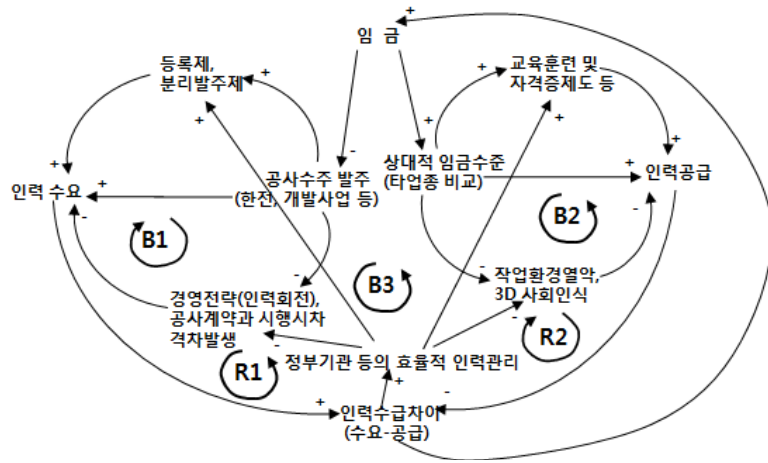 임 금
등록제,
분리발주제
교육훈련 및
자격증제도 등
인력 수요
공사수주 발주
(한전, 개발사업 등)
상대적 임금수준
(타업종 비교)
인력공급
B1
B2
B3
경영전략(인력회전),
공사계약과 시행시차
격차발생
작업환경열악,
3D 사회인식
R1
R2
정부기관 등의 효율적 인력관리
인력수급차이
(수요-공급)
+
+
+
+
+
+
+
+
+
+
+
+
-
-
-
-
-
-
-
-